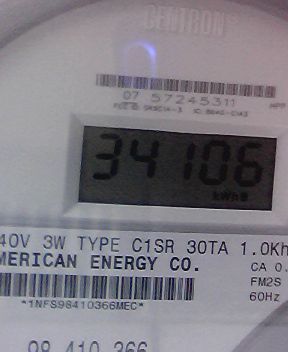 CENTRON®
07 57245311
34106
kWh
40V 3W TYPE C1SR 30TA 1.0Kh
MERICAN ENERGY CO.
CA 0.
FM2S
60Hz
*1NFS98410366MEC*
98 410 366